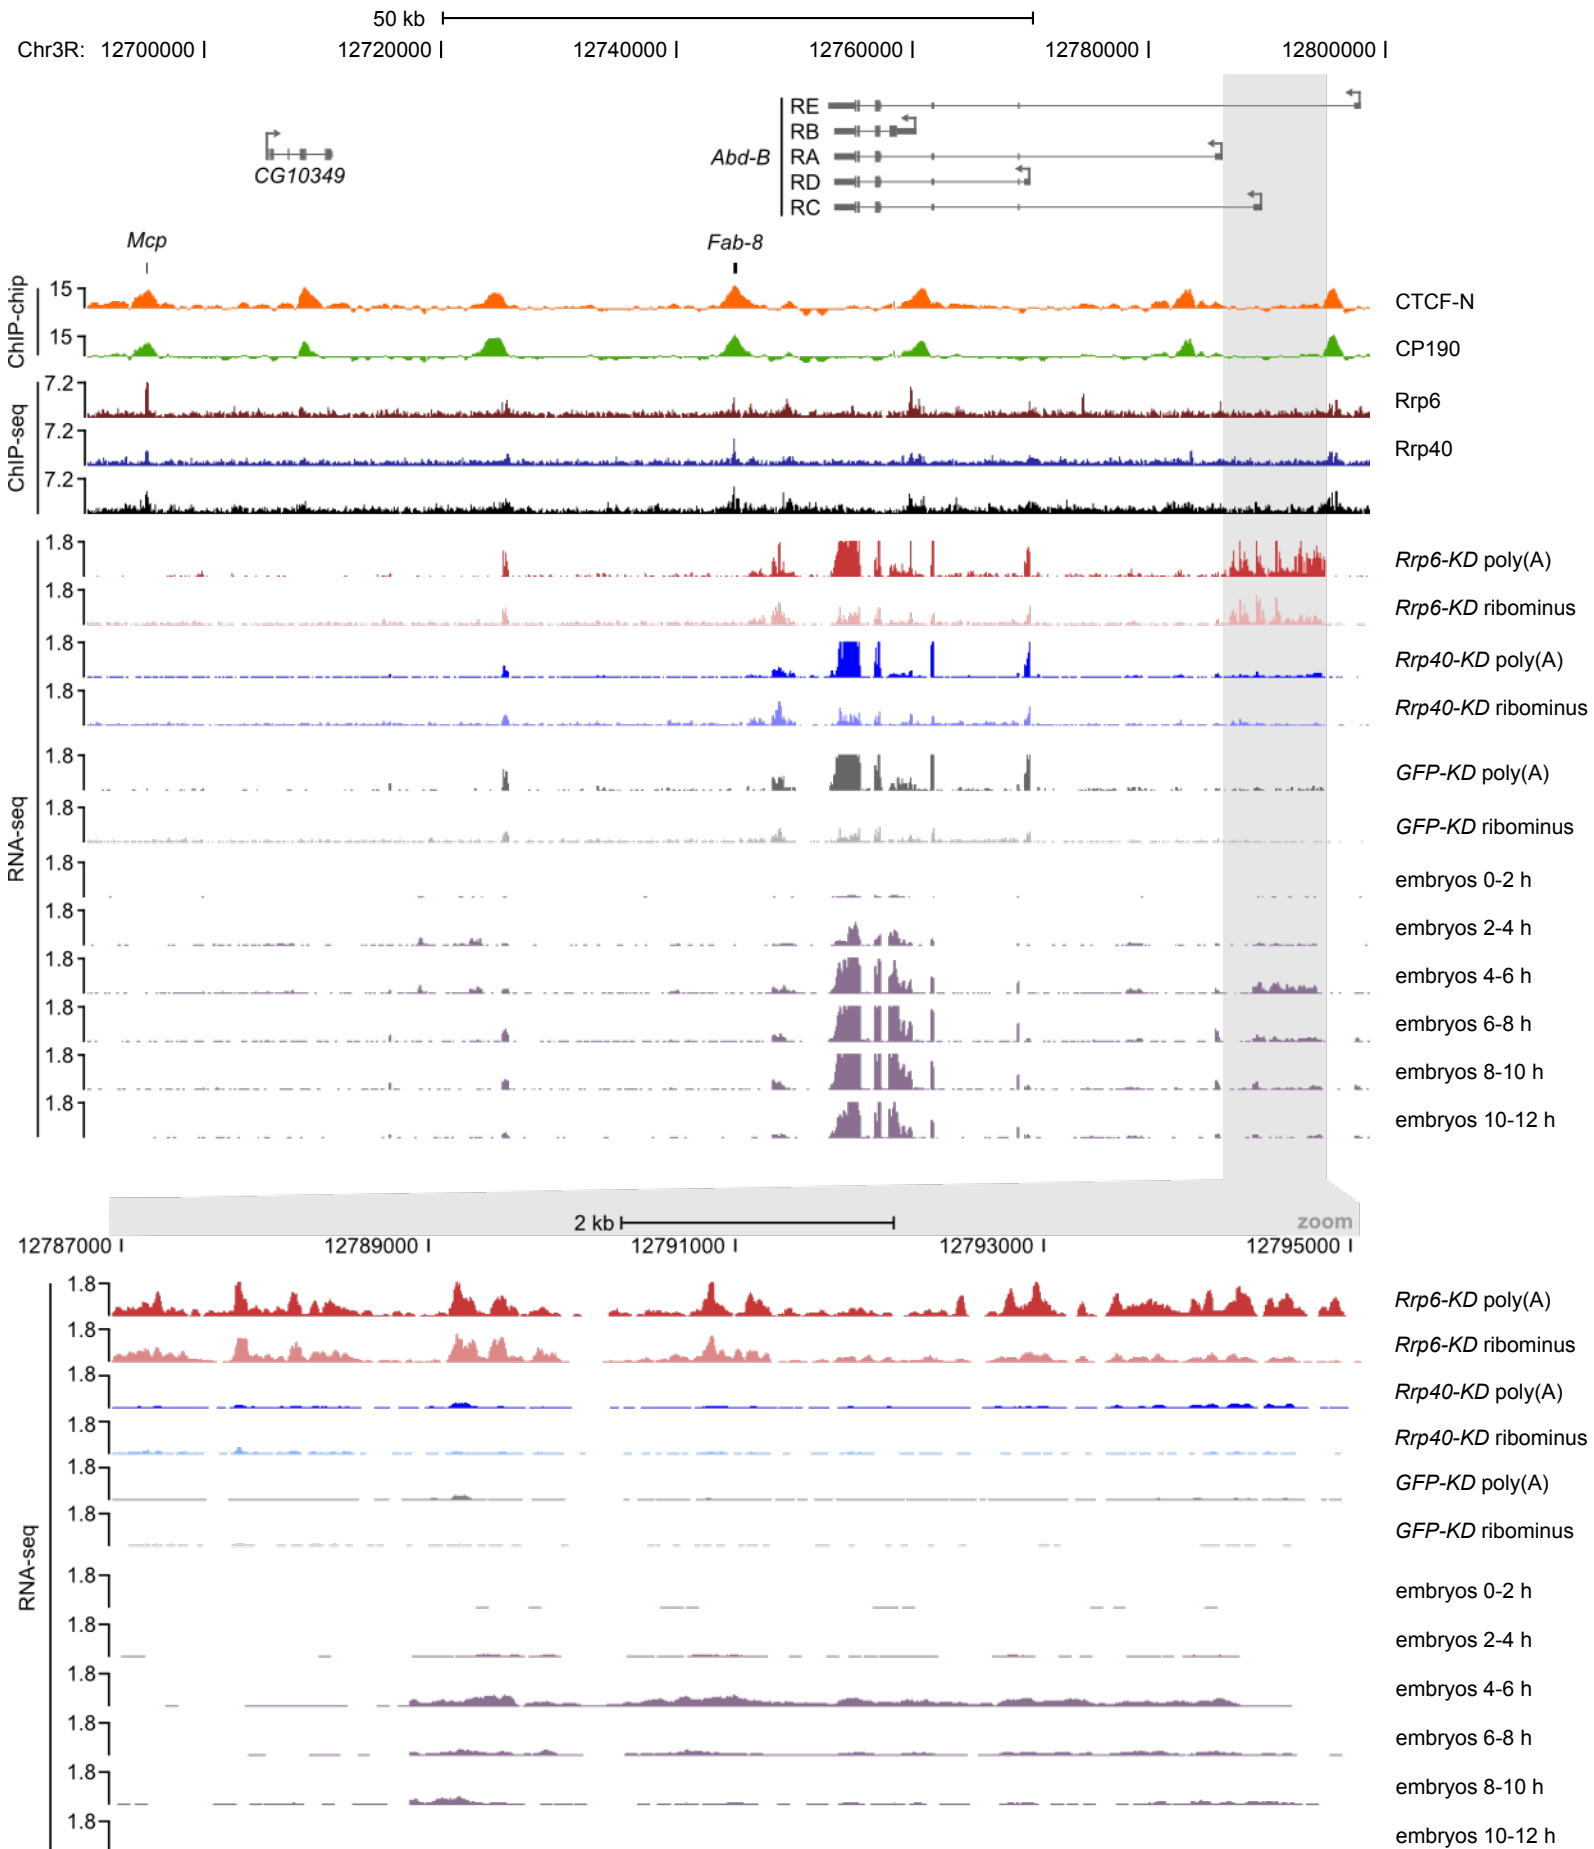 50 kb
Chr3R: 12700000 12720000 12740000 12760000 12780000 12800000
RE
RB
Abd-B RA
RD
RC
CG10349
Mcp Fab-8
ChIP-chip
15 CTCF-N
15 CP190
ChIP-seq
7.2 Rrp6
7.2 Rrp40
7.2
RNA-seq
1.8 Rrp6-KD poly(A)
1.8 Rrp6-KD ribominus
1.8 Rrp40-KD poly(A)
1.8 Rrp40-KD ribominus
1.8 GFP-KD poly(A)
1.8 GFP-KD ribominus
1.8 embryos 0-2 h
1.8 embryos 2-4 h
1.8 embryos 4-6 h
1.8 embryos 6-8 h
1.8 embryos 8-10 h
1.8 embryos 10-12 h
2 kb zoom
12787000 12789000 12791000 12793000 12795000
RNA-seq
1.8 Rrp6-KD poly(A)
1.8 Rrp6-KD ribominus
1.8 Rrp40-KD poly(A)
1.8 Rrp40-KD ribominus
1.8 GFP-KD poly(A)
1.8 GFP-KD ribominus
1.8 embryos 0-2 h
1.8 embryos 2-4 h
1.8 embryos 4-6 h
1.8 embryos 6-8 h
1.8 embryos 8-10 h
1.8 embryos 10-12 h